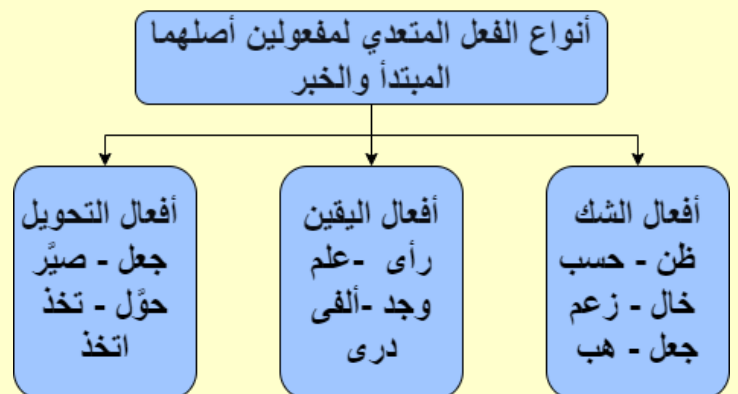 أنواع الفعل المتعدي لمفعولين أصلهما
المبتدأ والخبر
أفعال الشك
ظن - حسب
خال - زعم
جعل - هب
أفعال اليقين
رأى -علم
وجد -ألفى
درى
أفعال التحويل
جعل - صيَّر
حوَّل - تخذ
اتخذ